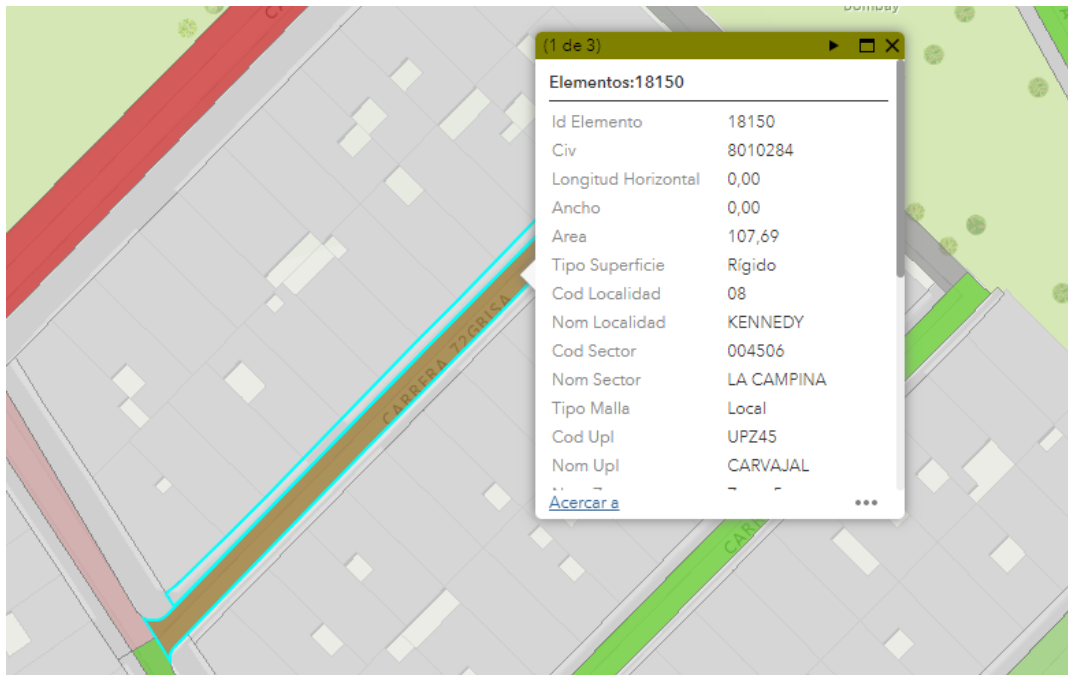 Bombay
(1 de 3)
Elementos:18150
Id Elemento 18150
Civ 8010284
Longitud Horizontal 0,00
Ancho 0,00
Area 107,69
Tipo Superficie Rígido
Cod Localidad 08
Nom Localidad KENNEDY
Cod Sector 004506
Nom Sector LA CAMPINA
Tipo Malla Local
Cod Upl UPZ45
Nom Upl CARVAJAL
Acercar a
CARRERA 72GBISA